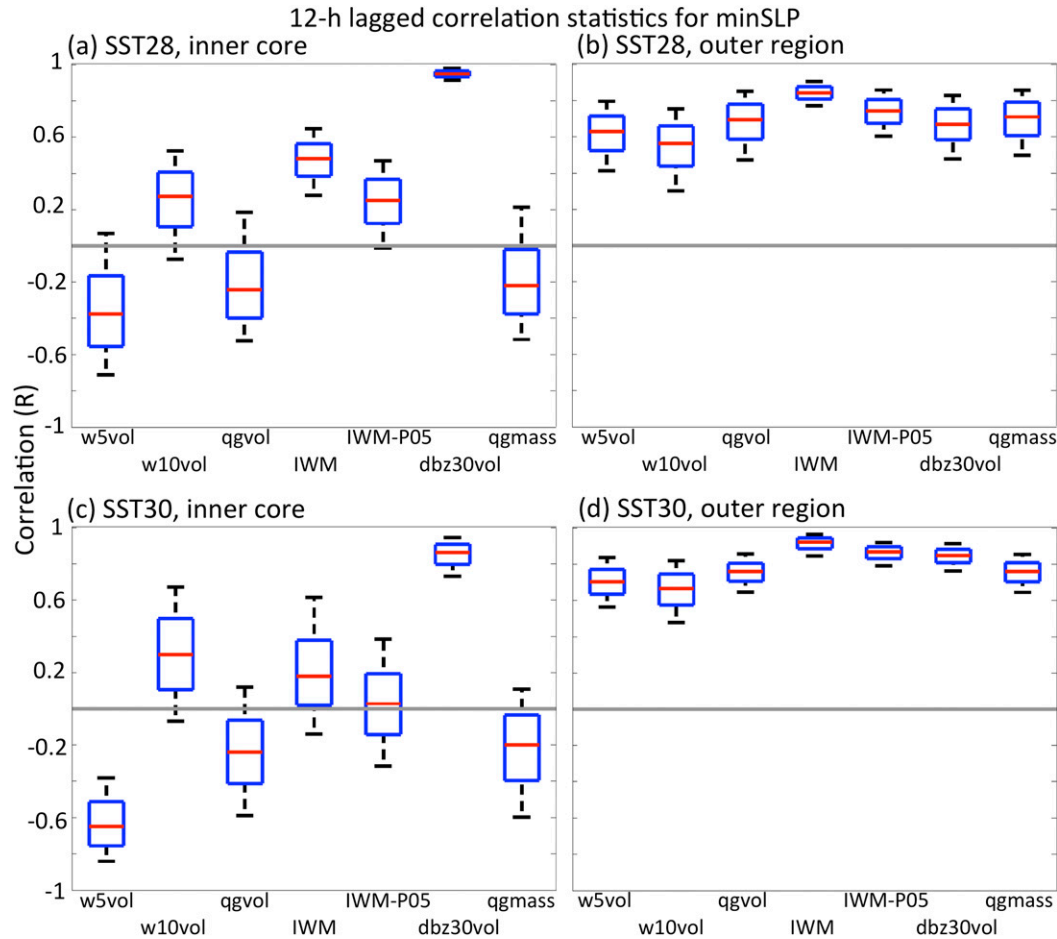 12-h lagged correlation statistics for minSLP
(a) SST28, inner core
(b) SST28, outer region
1
0.6
0.2
-0.2
-0.6
-1
w5vol qgvol IWM-P05 qgmass
w10vol IWM dbz30vol
w5vol qgvol IWM-P05 qgmass
w10vol IWM dbz30vol
Correlation (R)
(c) SST30, inner core
(d) SST30, outer region
1
0.6
0.2
-0.2
-0.6
-1
w5vol qgvol IWM-P05 qgmass
w10vol IWM dbz30vol
w5vol qgvol IWM-P05 qgmass
w10vol IWM dbz30vol